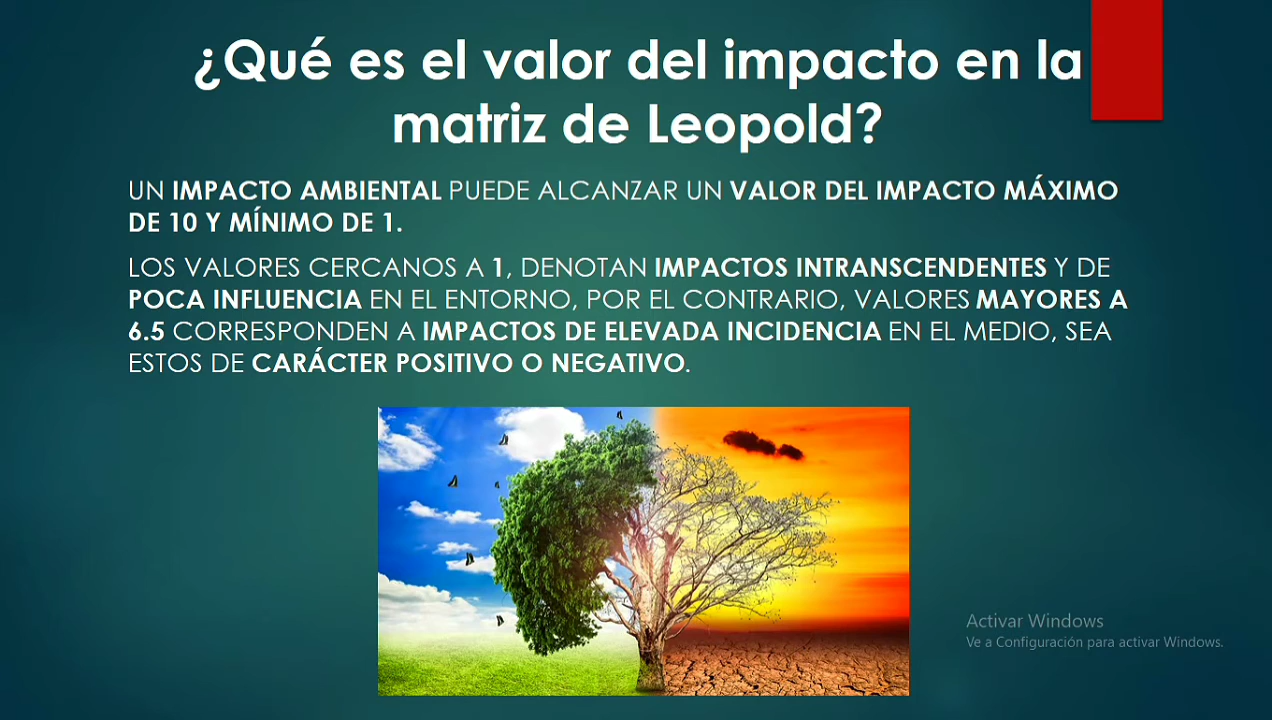 ¿Qué es el valor del impacto en la
matriz de Leopold?
UN IMPACTO AMBIENTAL PUEDE ALCANZAR UN VALOR DEL IMPACTO MÁXIMO
DE 10 Y MÍNIMO DE 1.
LOS VALORES CERCANOS A 1, DENOTAN IMPACTOS INTRANSCENDENTES Y DE
POCA INFLUENCIA EN EL ENTORNO, POR EL CONTRARIO, VALORES MAYORES A
6.5 CORRESPONDEN A IMPACTOS DE ELEVADA INCIDENCIA EN EL MEDIO, SEA
ESTOS DE CARÁCTER POSITIVO O NEGATIVO.
Activar Windows
Ve a Configuración para activar Windows.